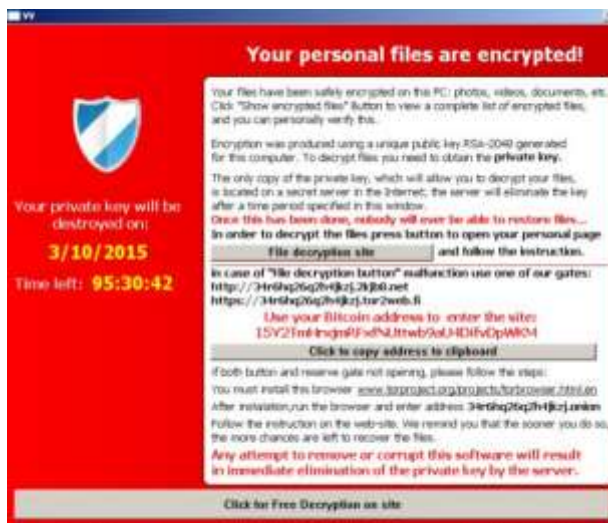 Your personal files are encrypted!
Your files have been safely encrypted on this PC: photos, videos, documents, etc.
Click "Show encrypted files" Button to view a complete list of encrypted files,
and you can personally verify this.
Encryption was produced using a unique public key RSA-2048 generated
for this computer. To decrypt files you need to obtain the private key.
The only copy of the private key, which will allow you to decrypt your files,
is located on a secret server in the Internet; the server will eliminate the key
after a time period specified in this window.
Once this has been done, nobody will ever be able to restore files...
In order to decrypt the files press button to open your personal page
File decryption site
and follow the instruction.
Your private key will be
destroyed on:
3/10/2015
Time left: 95:30:42
in case of "File decryption button" malfunction use one of our gates:
Use your Bitcoin address to enter the site:
Click to copy address to clipboard
if both button and reserve gate not opening, please follow the steps:
You must install this browser www.torproject.org/projects/torbrowser.html.en
After instalation,run the browser and enter address
Follow the instruction on the web-site. We remind you that the sooner you do so,
the more chances are left to recover the files.
Any attempt to remove or corrupt this software will result
in immediate elimination of the private key by the server.
Click for Free Decryption on site